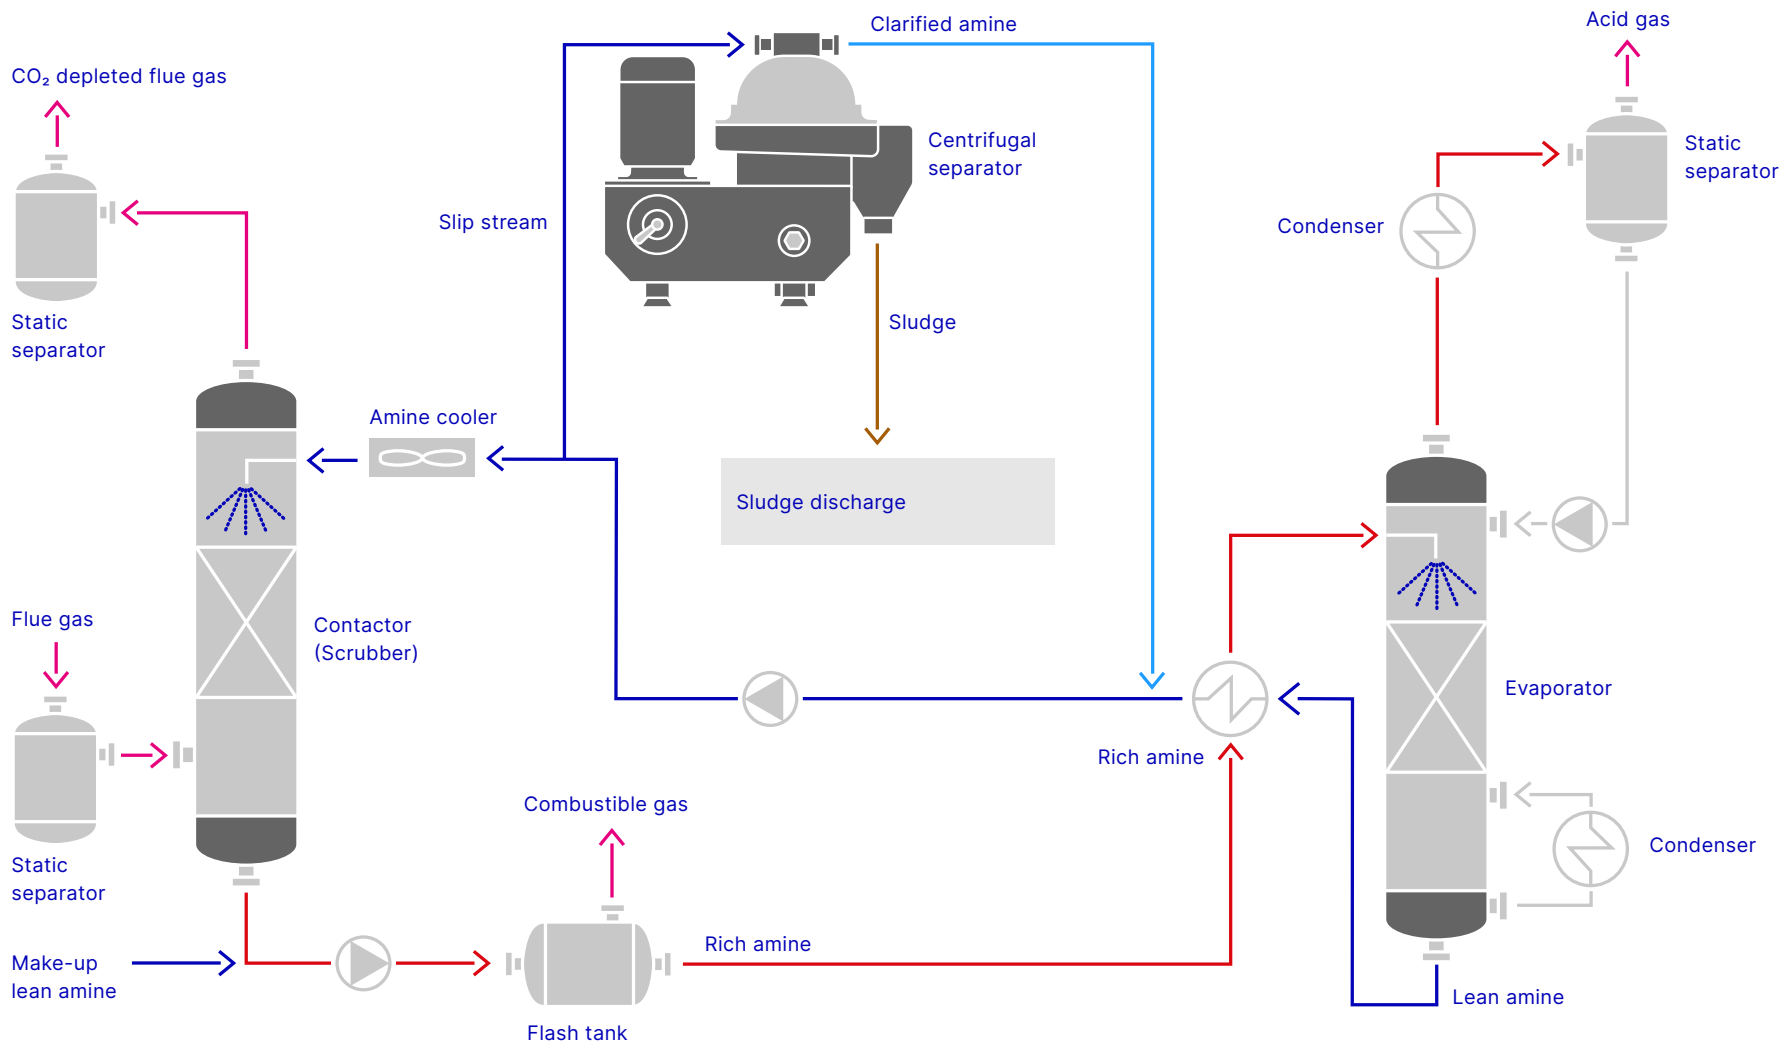 Clarified amine
Acid gas
CO₂ depleted flue gas
Centrifugal
separator
Static
separator
Slip stream
Condenser
Static
separator
Sludge
Amine cooler
Sludge discharge
Flue gas
Contactor
(Scrubber)
Evaporator
Rich amine
Combustible gas
Condenser
Static
separator
Rich amine
Make-up
lean amine
Lean amine
Flash tank